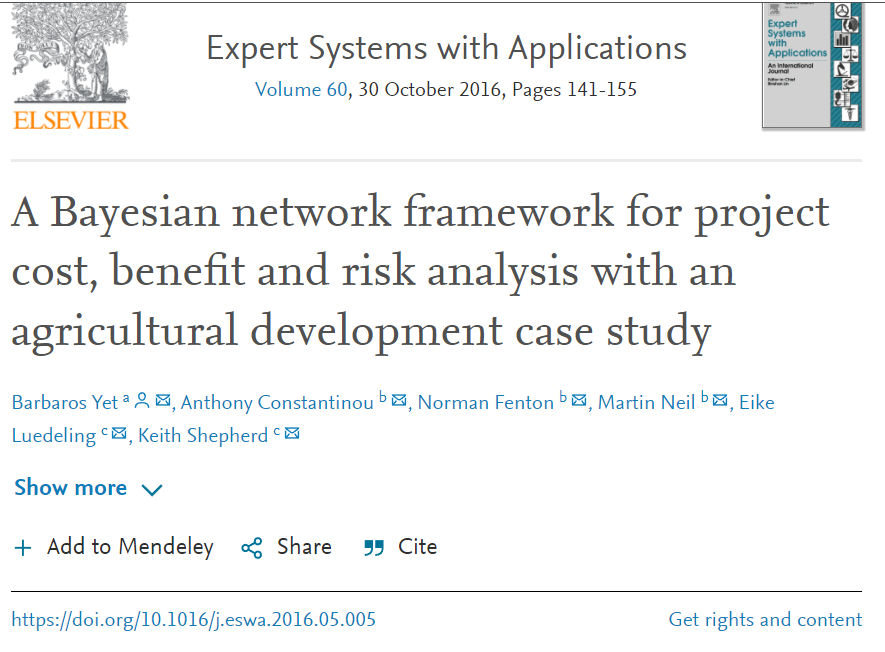 ELSEVIER
Expert Systems with Applications
Volume 60, 30 October 2016, Pages 141-155
Expert
Systems
with
Applications
An International
Journal
A Bayesian network framework for project
cost, benefit and risk analysis with an
agricultural development case study
Barbaros Yet a, Anthony Constantinou b, Norman Fenton b, Martin Neil b, Eike
Luedeling c, Keith Shepherd c
Show more
+ Add to Mendeley Share Cite
https://doi.org/10.1016/j.eswa.2016.05.005 Get rights and content